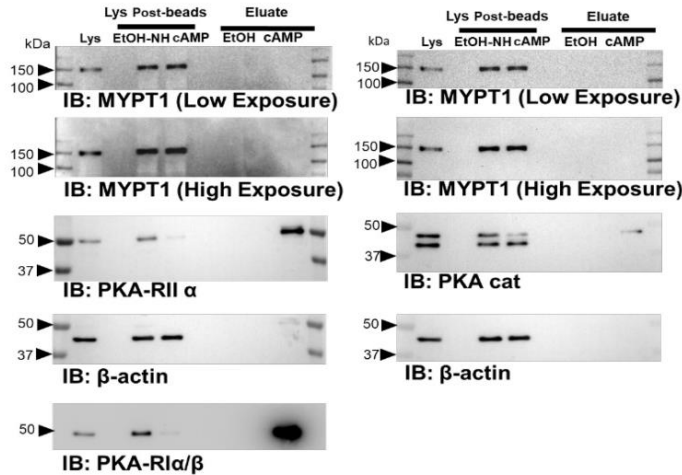 Lys Post-beads Eluate
kDa Lys EtOH-NH cAMP EtOH cAMP
150
100
IB: MYPT1 (Low Exposure)
150
100
IB: MYPT1 (High Exposure)
50
37
IB: PKA-RII α
50
37
IB: β-actin
50
IB: PKA-RIα/β
Lys Post-beads Eluate
kDa Lys EtOH-NH cAMP EtOH cAMP
150
100
IB: MYPT1 (Low Exposure)
150
100
IB: MYPT1 (High Exposure)
50
37
IB: PKA cat
50
37
IB: β-actin